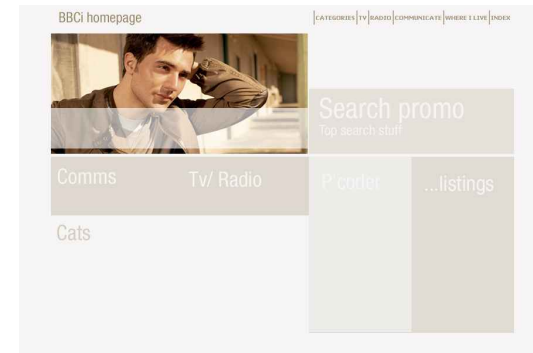 BBCi homepage
CATEGORIES TV RADIO COMMUNICATE WHERE I LIVE INDEX
Search promo
Top search stuff
Comms Tv/ Radio P coder ...listings
Cats